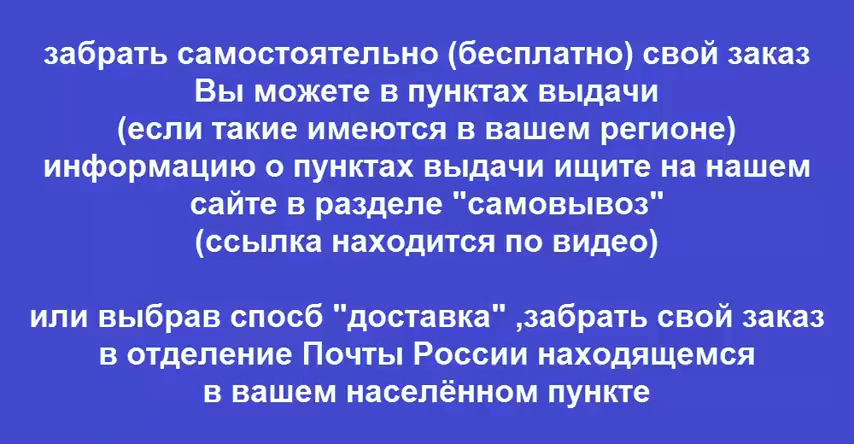 забрать самостоятельно (бесплатно) свой заказ
Вы можете в пунктах выдачи
(если такие имеются в вашем регионе)
информацию о пунктах выдачи ищите на нашем
сайте в разделе "самовывоз"
(ссылка находится по видео)
или выбрав спосб "доставка" ,забрать свой заказ
в отделение Почты России находящемся
в вашем населённом пункте